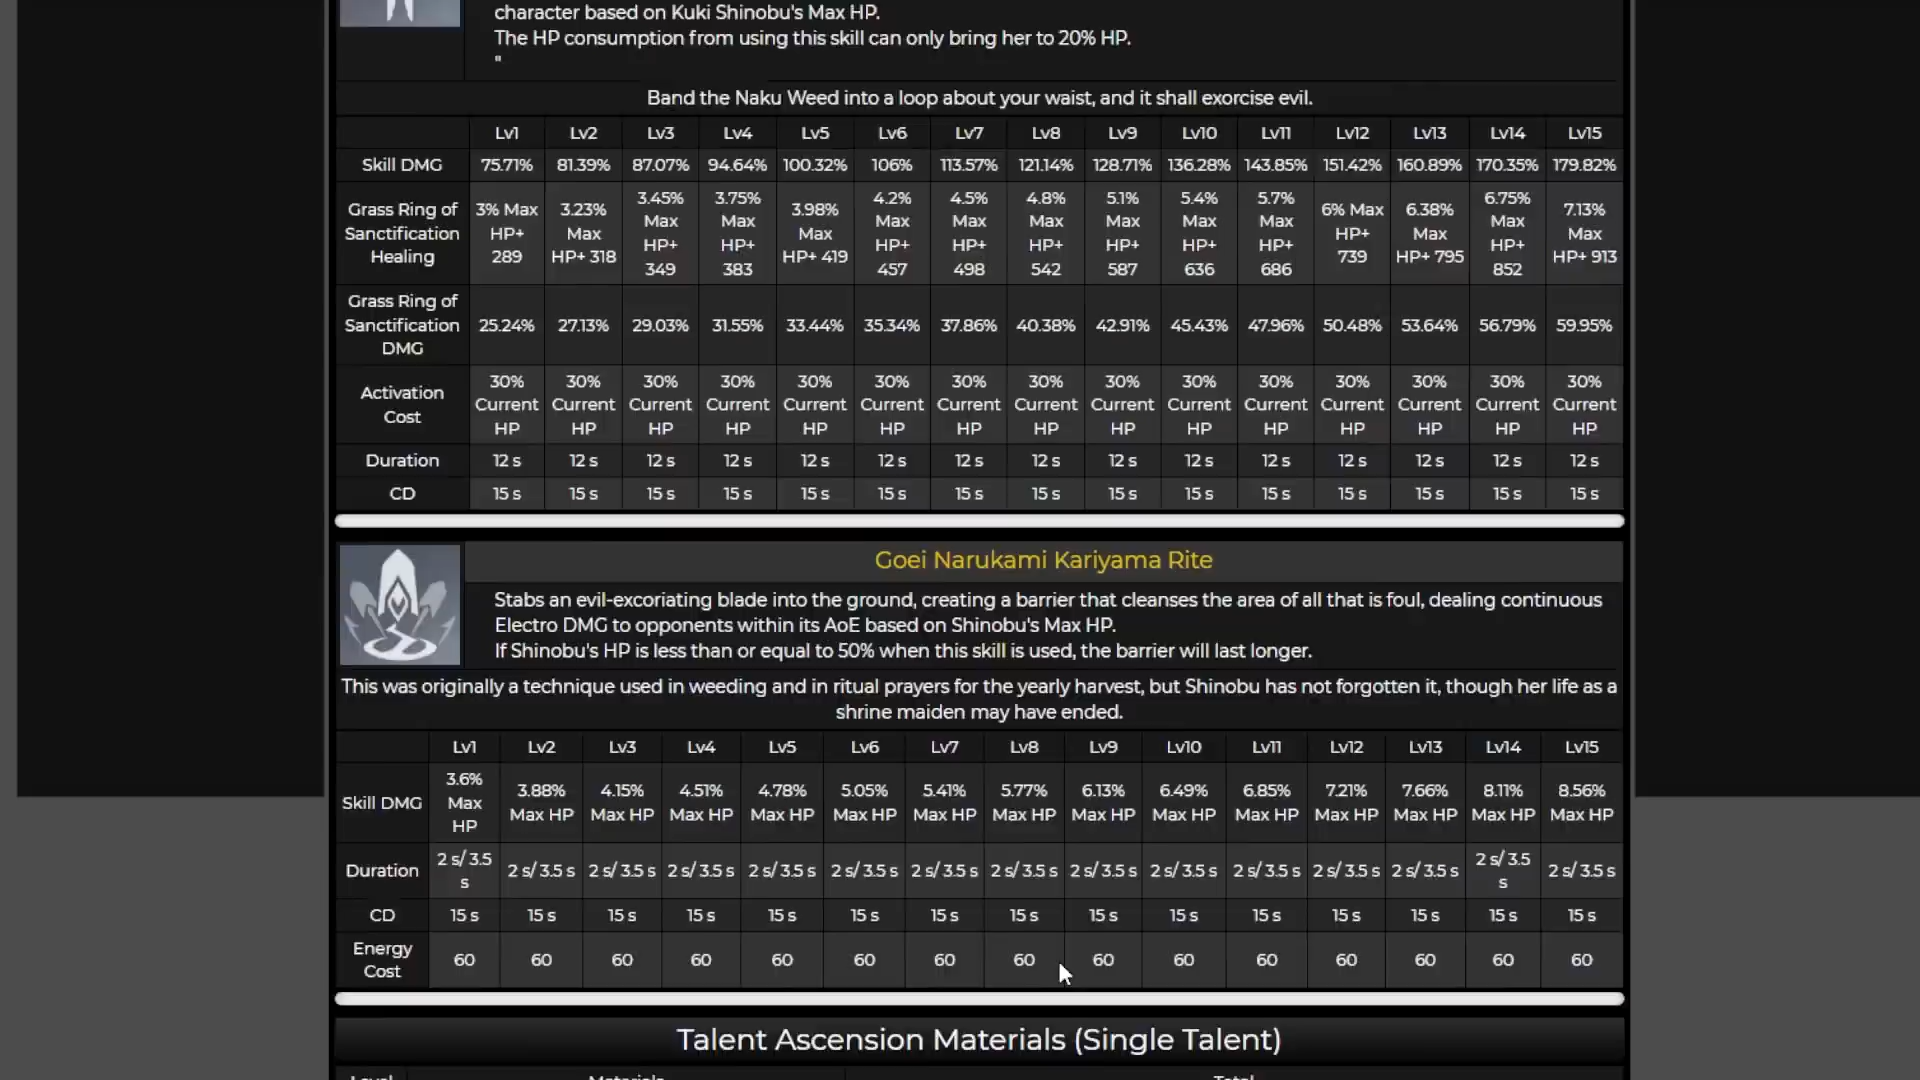 character based on Kuki Shinobu's Max HP.
The HP consumption from using this skill can only bring her to 20% HP.
"
Band the Naku Weed into a loop about your waist, and it shall exorcise evil.
Lv1 Lv2 Lv3 Lv4 Lv5 Lv6 Lv7 Lv8 Lv9 Lv10 Lv11 Lv12 Lv13 Lv14 Lv15
Skill DMG 75.71% 81.39% 87.07% 94.64% 100.32% 106% 113.57% 121.14% 128.71% 136.28% 143.85% 151.42% 160.89% 170.35% 179.82%
Grass Ring of Sanctification Healing 3% Max HP+ 289 3.23% Max HP+ 318 3.45% Max HP+ 349 3.75% Max HP+ 383 3.98% Max HP+ 419 4.2% Max HP+ 457 4.5% Max HP+ 498 4.8% Max HP+ 542 5.1% Max HP+ 587 5.4% Max HP+ 636 5.7% Max HP+ 686 6% Max HP+ 739 6.38% Max HP+ 795 6.75% Max HP+ 852 7.13% Max HP+ 913
Grass Ring of Sanctification DMG 25.24% 27.13% 29.03% 31.55% 33.44% 35.34% 37.86% 40.38% 42.91% 45.43% 47.96% 50.48% 53.64% 56.79% 59.95%
Activation Cost 30% Current HP 30% Current HP 30% Current HP 30% Current HP 30% Current HP 30% Current HP 30% Current HP 30% Current HP 30% Current HP 30% Current HP 30% Current HP 30% Current HP 30% Current HP 30% Current HP 30% Current HP
Duration 12 s 12 s 12 s 12 s 12 s 12 s 12 s 12 s 12 s 12 s 12 s 12 s 12 s 12 s 12 s
CD 15 s 15 s 15 s 15 s 15 s 15 s 15 s 15 s 15 s 15 s 15 s 15 s 15 s 15 s 15 s
Goei Narukami Kariyama Rite
Stabs an evil-excoriating blade into the ground, creating a barrier that cleanses the area of all that is foul, dealing continuous
Electro DMG to opponents within its AoE based on Shinobu's Max HP.
If Shinobu's HP is less than or equal to 50% when this skill is used, the barrier will last longer.
This was originally a technique used in weeding and in ritual prayers for the yearly harvest, but Shinobu has not forgotten it, though her life as a
shrine maiden may have ended.
Lv1 Lv2 Lv3 Lv4 Lv5 Lv6 Lv7 Lv8 Lv9 Lv10 Lv11 Lv12 Lv13 Lv14 Lv15
Skill DMG 3.6% Max HP 3.88% Max HP 4.15% Max HP 4.51% Max HP 4.78% Max HP 5.05% Max HP 5.41% Max HP 5.77% Max HP 6.13% Max HP 6.49% Max HP 6.85% Max HP 7.21% Max HP 7.66% Max HP 8.11% Max HP 8.56% Max HP
Duration 2 s/ 3.5 s 2 s/ 3.5 s 2 s/ 3.5 s 2 s/ 3.5 s 2 s/ 3.5 s 2 s/ 3.5 s 2 s/ 3.5 s 2 s/ 3.5 s 2 s/ 3.5 s 2 s/ 3.5 s 2 s/ 3.5 s 2 s/ 3.5 s 2 s/ 3.5 s 2 s/ 3.5 s 2 s/ 3.5 s
CD 15 s 15 s 15 s 15 s 15 s 15 s 15 s 15 s 15 s 15 s 15 s 15 s 15 s 15 s 15 s
Energy Cost 60 60 60 60 60 60 60 60 60 60 60 60 60 60 60
Talent Ascension Materials (Single Talent)
Level Materials Total